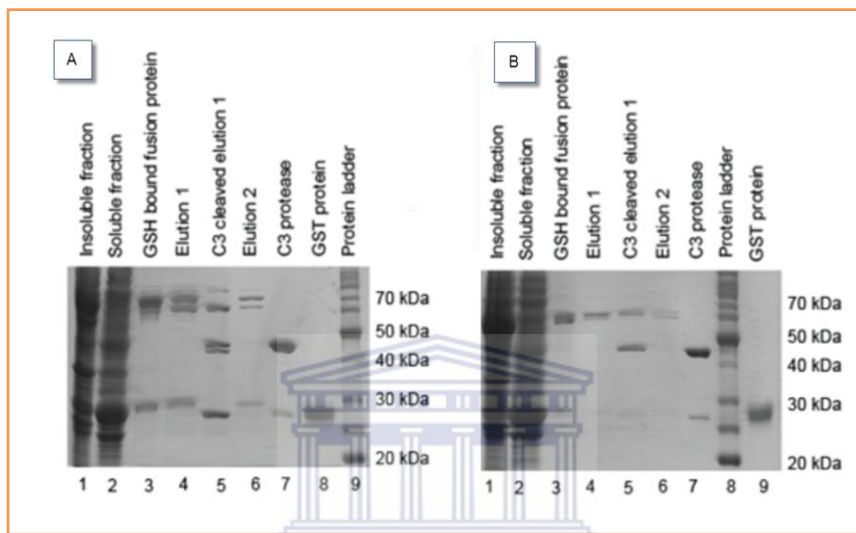 A
Insoluble fraction
Soluble fraction
GSH bound fusion protein
Elution 1
C3 cleaved elution 1
Elution 2
C3 protease
GST protein
Protein ladder
70 kDa
50 kDa
40 kDa
30 kDa
20 kDa
1 2 3 4 5 6 7 8 9
B
Insoluble fraction
Soluble fraction
GSH bound fusion protein
Elution 1
C3 cleaved elution 1
Elution 2
C3 protease
Protein ladder
GST protein
70 kDa
50 kDa
40 kDa
30 kDa
20 kDa
1 2 3 4 5 6 7 8 9